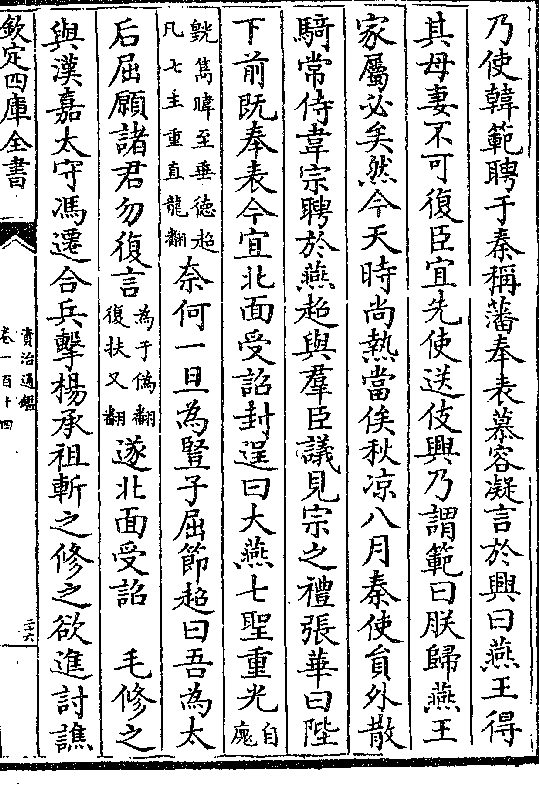 乃使韓範聘于秦稱藩奉表慕容凝言於興曰燕王得
其母妻不可復臣宜先使送伎興乃謂範曰朕歸燕王
家屬必矣然今天時尚熱當俟秋凉八月秦使貟外散
騎常侍韋宗聘於燕超與羣臣議見宗之禮張華曰陛
下前既奉表今宜北面受詔封逞曰大燕七聖重光自廆
皝儁暐至垂德超凡七主重直龍翻奈何一旦為豎子屈節超曰吾為太
后屈願諸君勿復言為于偽翻復扶又翻遂北面受詔　毛修之
與漢嘉太守馮遷合兵擊楊承祖斬之修之欲進討譙
欽定四庫全書
資治通鑑
卷一百十四
三六